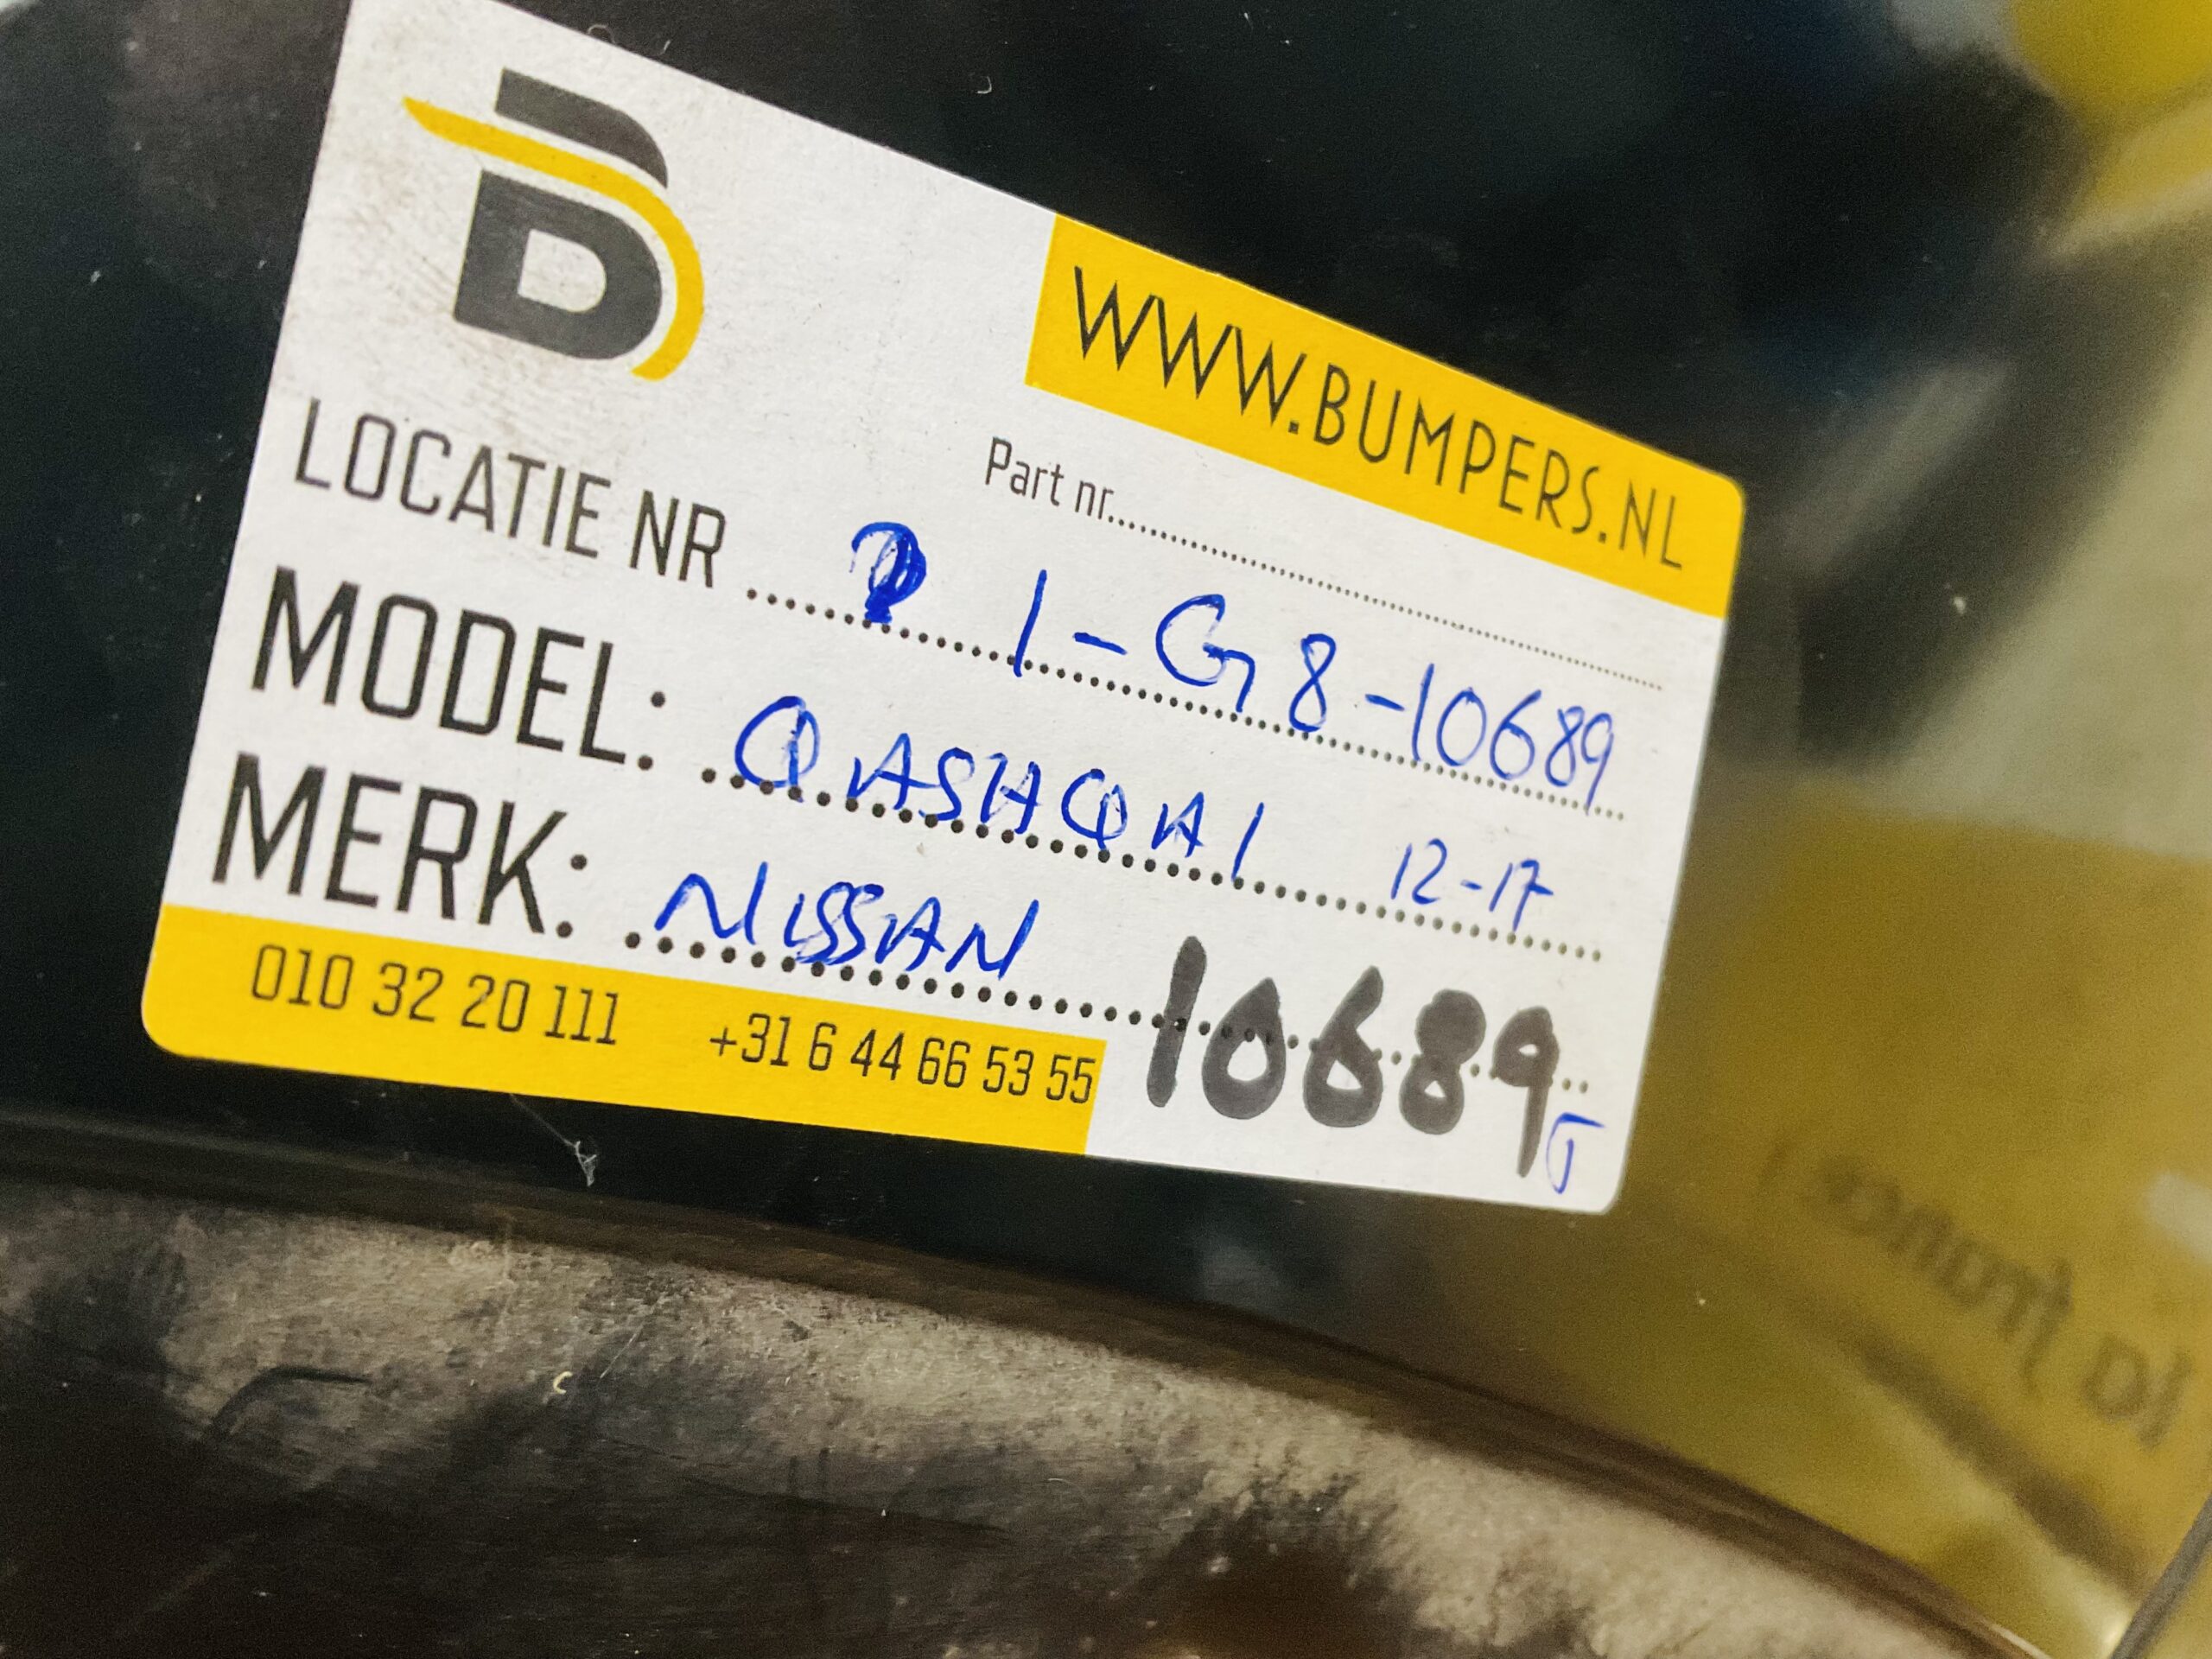 WWW.BUMPERS.NL
Part nr.....
LOCATIE NR ..... 1-G8-10689
MODEL: QASHQAI 12-17
MERK: NISSAN
10689
010 32 20 111 +31 6 44 66 53 55